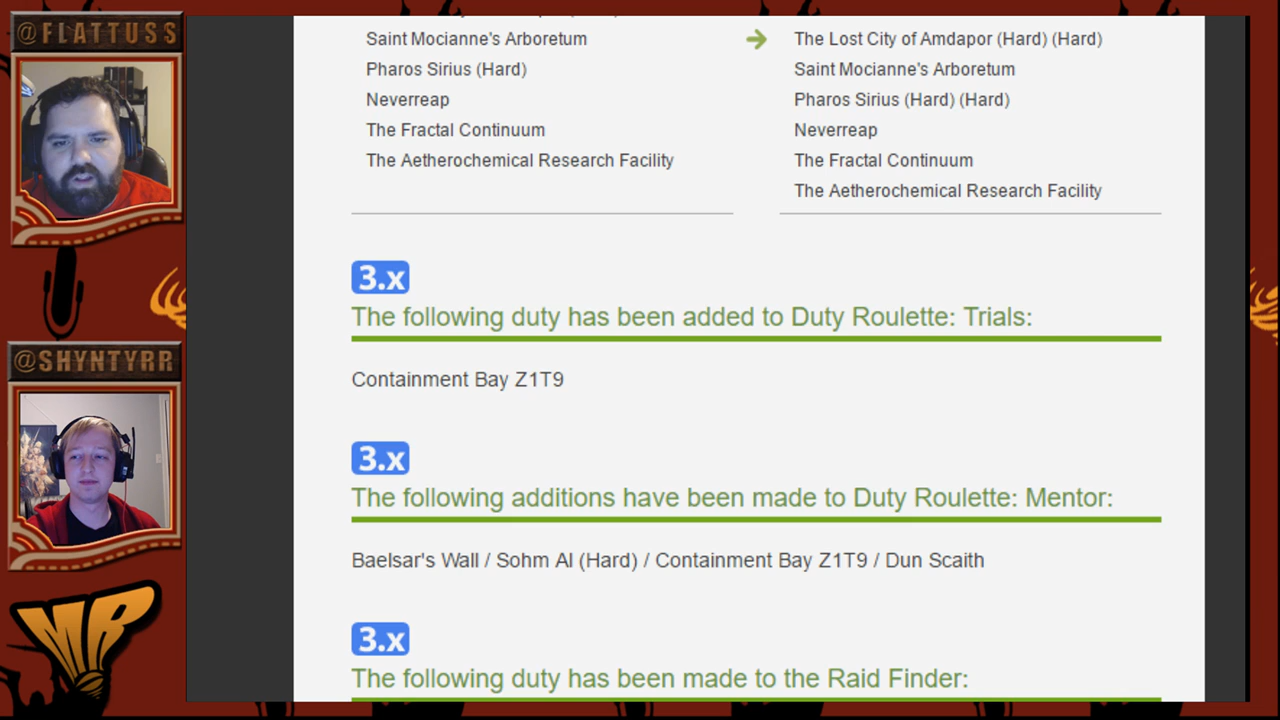 @FLATTUSS
Saint Mocianne's Arboretum
Pharos Sirius (Hard)
Neverreap
The Fractal Continuum
The Aetherochemical Research Facility
The Lost City of Amdapor (Hard) (Hard)
Saint Mocianne's Arboretum
Pharos Sirius (Hard) (Hard)
Neverreap
The Fractal Continuum
The Aetherochemical Research Facility
3.x
The following duty has been added to Duty Roulette: Trials:
Containment Bay Z1T9
@SHYNTYRR
3.x
The following additions have been made to Duty Roulette: Mentor:
Baelsar's Wall / Sohm Al (Hard) / Containment Bay Z1T9 / Dun Scaith
3.x
The following duty has been made to the Raid Finder:
MR